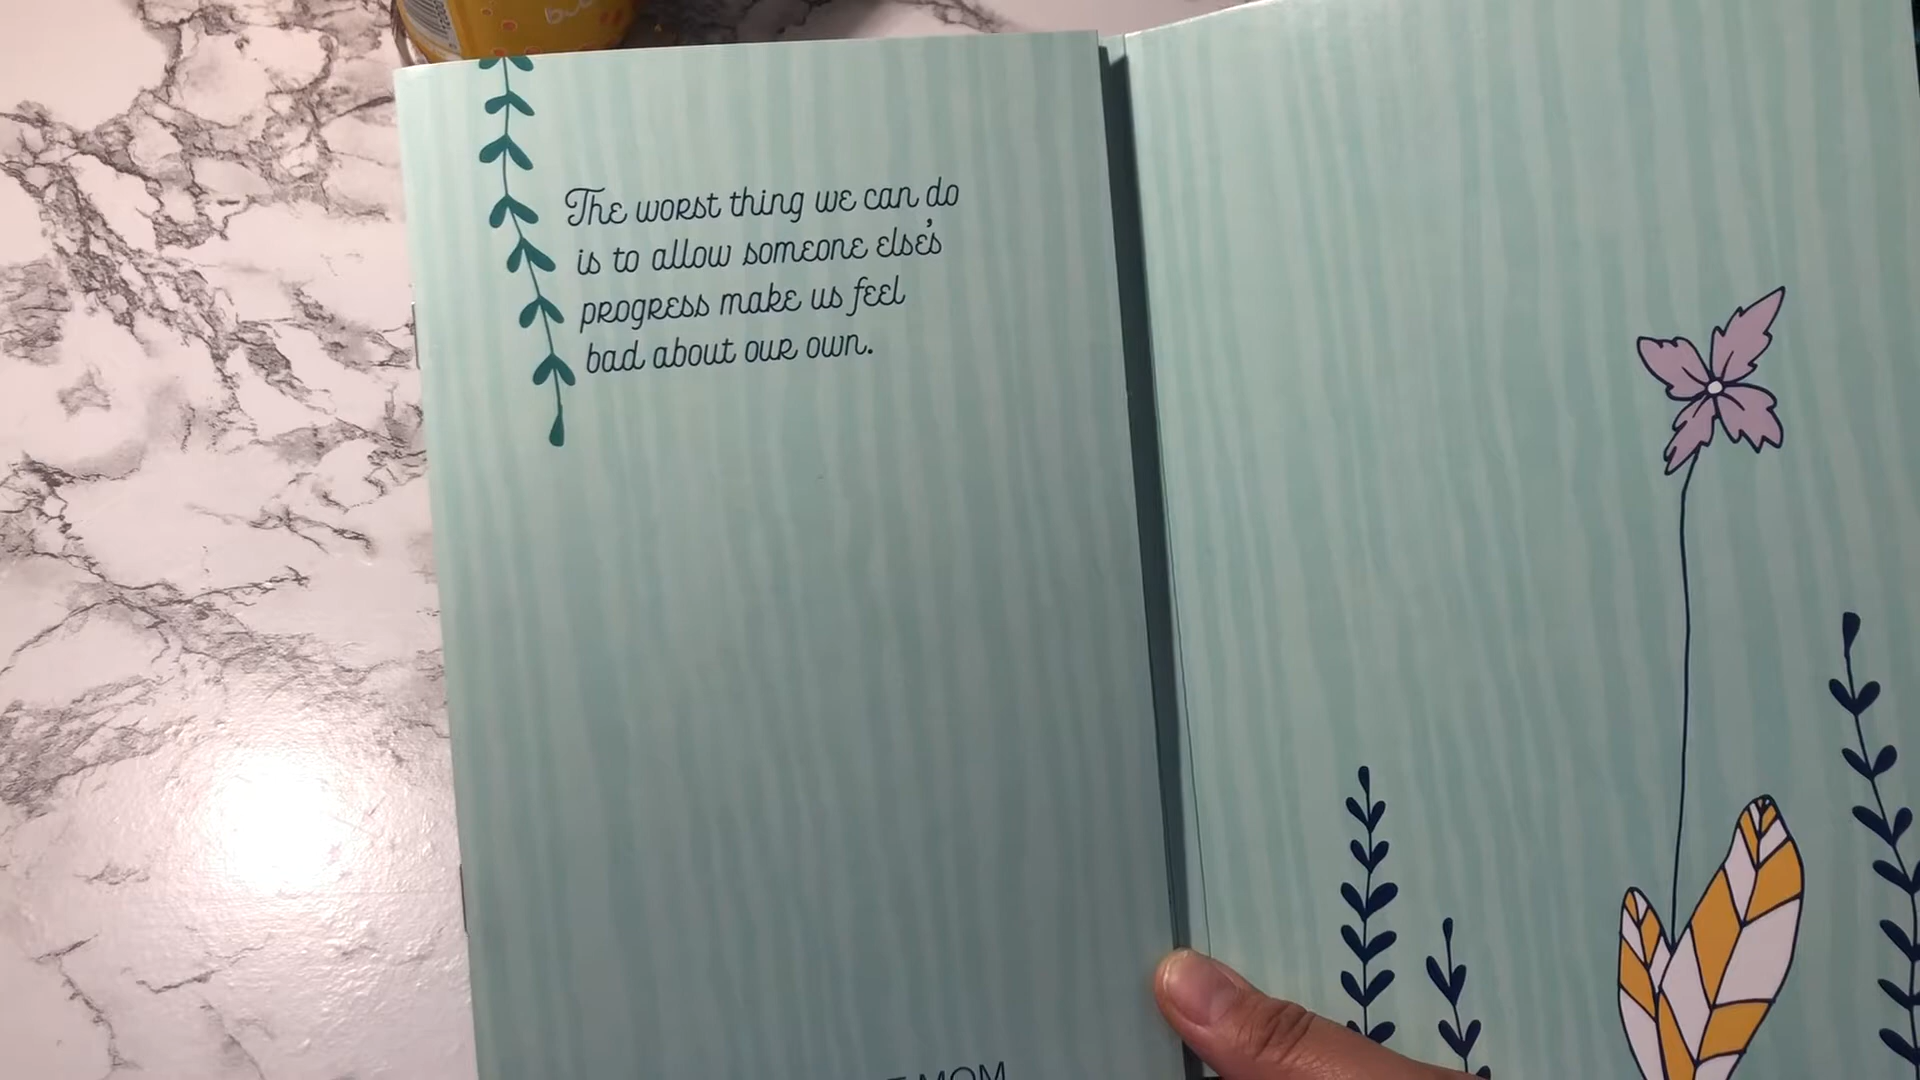 The worst thing we can do
is to allow someone else's
progress make us feel
bad about our own.
MOM